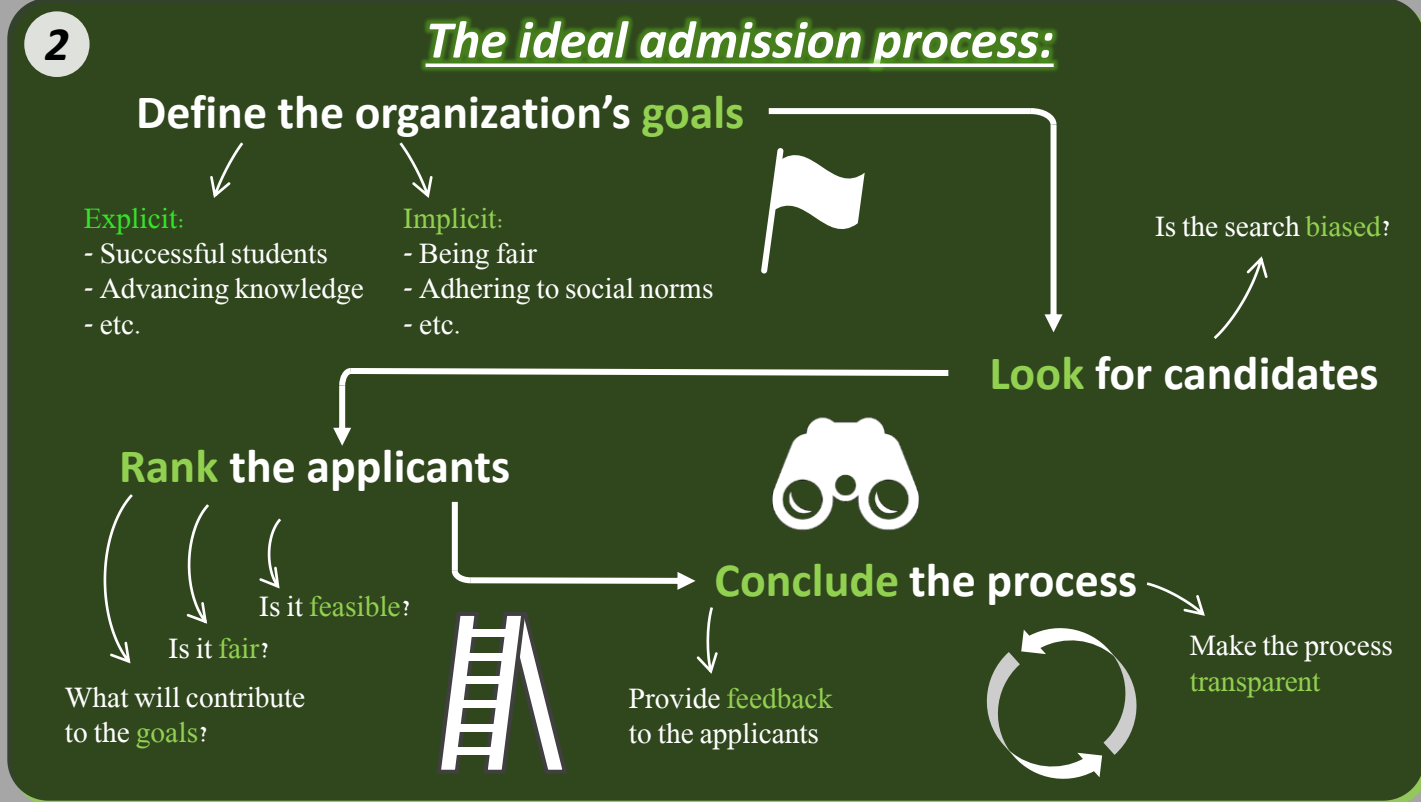 2
The ideal admission process:
Define the organization's goals
Explicit:
- Successful students
- Advancing knowledge
- etc.
Implicit:
- Being fair
- Adhering to social norms
- etc.
Is the search biased?
Look for candidates
Rank the applicants
Is it feasible?
Is it fair?
What will contribute
to the goals?
Conclude the process
Provide feedback
to the applicants
Make the process
transparent